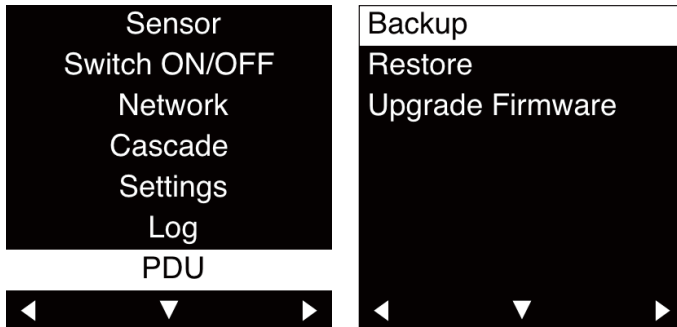 Sensor
Switch ON/OFF
Network
Cascade
Settings
Log
PDU
Backup
Restore
Upgrade Firmware